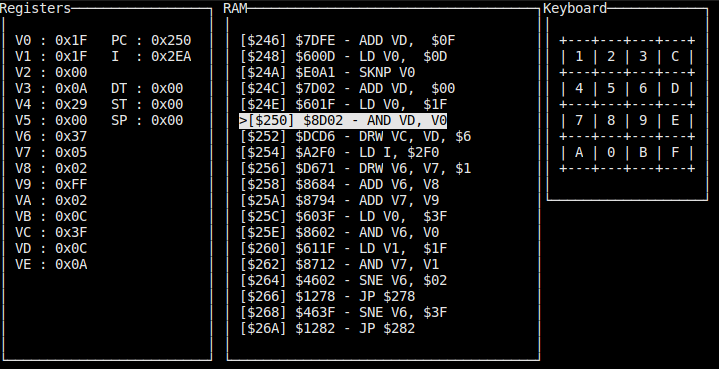 Registers
V0 : 0x1F PC : 0x250
V1 : 0x1F I : 0x2EA
V2 : 0x00
V3 : 0x0A DT : 0x00
V4 : 0x29 ST : 0x00
V5 : 0x00 SP : 0x00
V6 : 0x37
V7 : 0x05
V8 : 0x02
V9 : 0xFF
VA : 0x02
VB : 0x0C
VC : 0x3F
VD : 0x0C
VE : 0x0A
RAM
[$246] $7DFE - ADD VD, $0F
[$248] $600D - LD V0, $0D
[$24A] $E0A1 - SKNP V0
[$24C] $7D02 - ADD VD, $00
[$24E] $601F - LD V0, $1F
>[$250] $8D02 - AND VD, V0
[$252] $DCD6 - DRW VC, VD, $6
[$254] $A2F0 - LD I, $2F0
[$256] $D671 - DRW V6, V7, $1
[$258] $8684 - ADD V6, V8
[$25A] $8794 - ADD V7, V9
[$25C] $603F - LD V0, $3F
[$25E] $8602 - AND V6, V0
[$260] $611F - LD V1, $1F
[$262] $8712 - AND V7, V1
[$264] $4602 - SNE V6, $02
[$266] $1278 - JP $278
[$268] $463F - SNE V6, $3F
[$26A] $1282 - JP $282
Keyboard
+---+---+---+---+
| 1 | 2 | 3 | C |
+---+---+---+---+
| 4 | 5 | 6 | D |
+---+---+---+---+
| 7 | 8 | 9 | E |
+---+---+---+---+
| A | 0 | B | F |
+---+---+---+---+